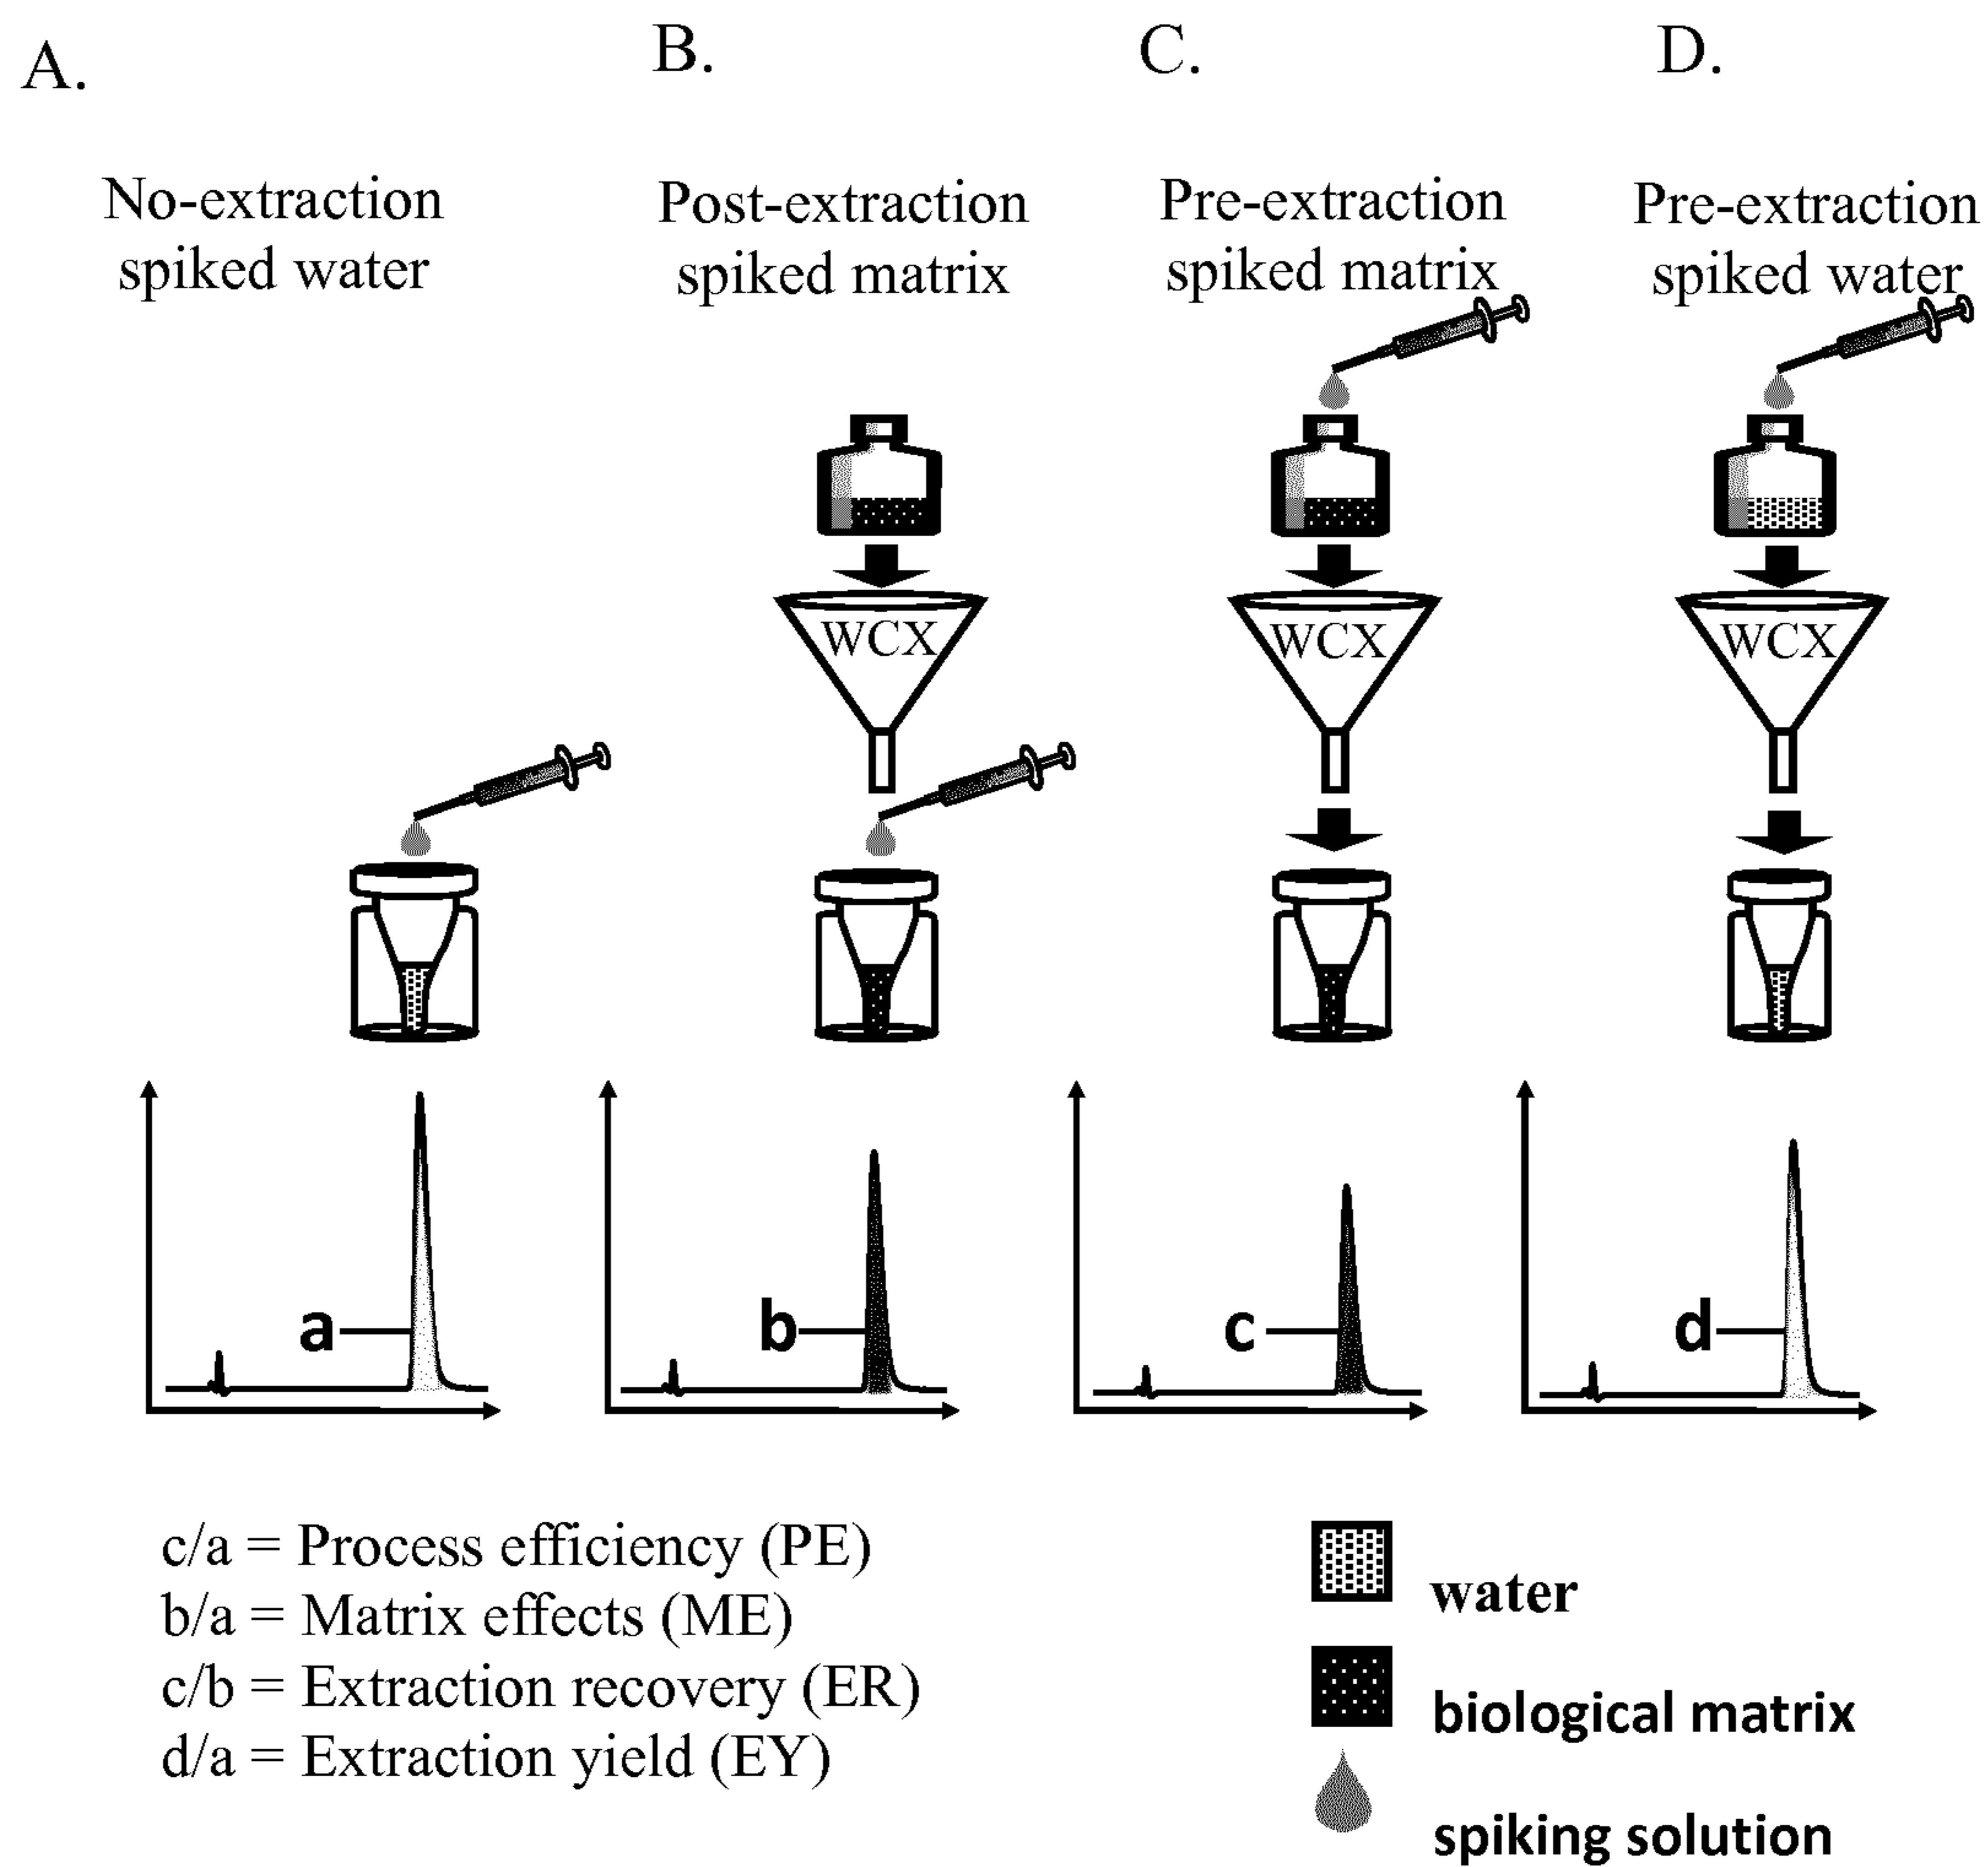 A.
B.
C.
D.
No-extraction
spiked water
Post-extraction
spiked matrix
Pre-extraction
spiked matrix
Pre-extraction
spiked water
WCX
WCX
WCX
a
b
c
d
c/a = Process efficiency (PE)
b/a = Matrix effects (ME)
c/b = Extraction recovery (ER)
d/a = Extraction yield (EY)
water
biological matrix
spiking solution